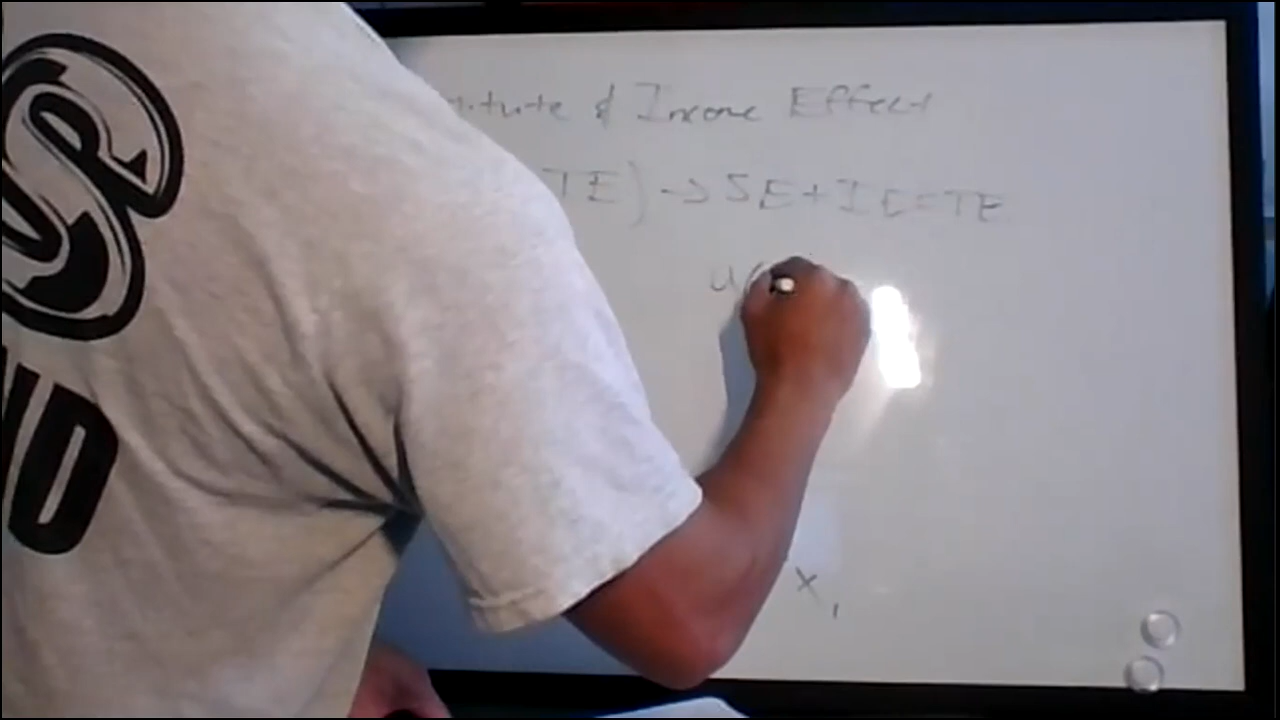 titute & Income Effect
TE) → SE + IE = TE
u(
x₁